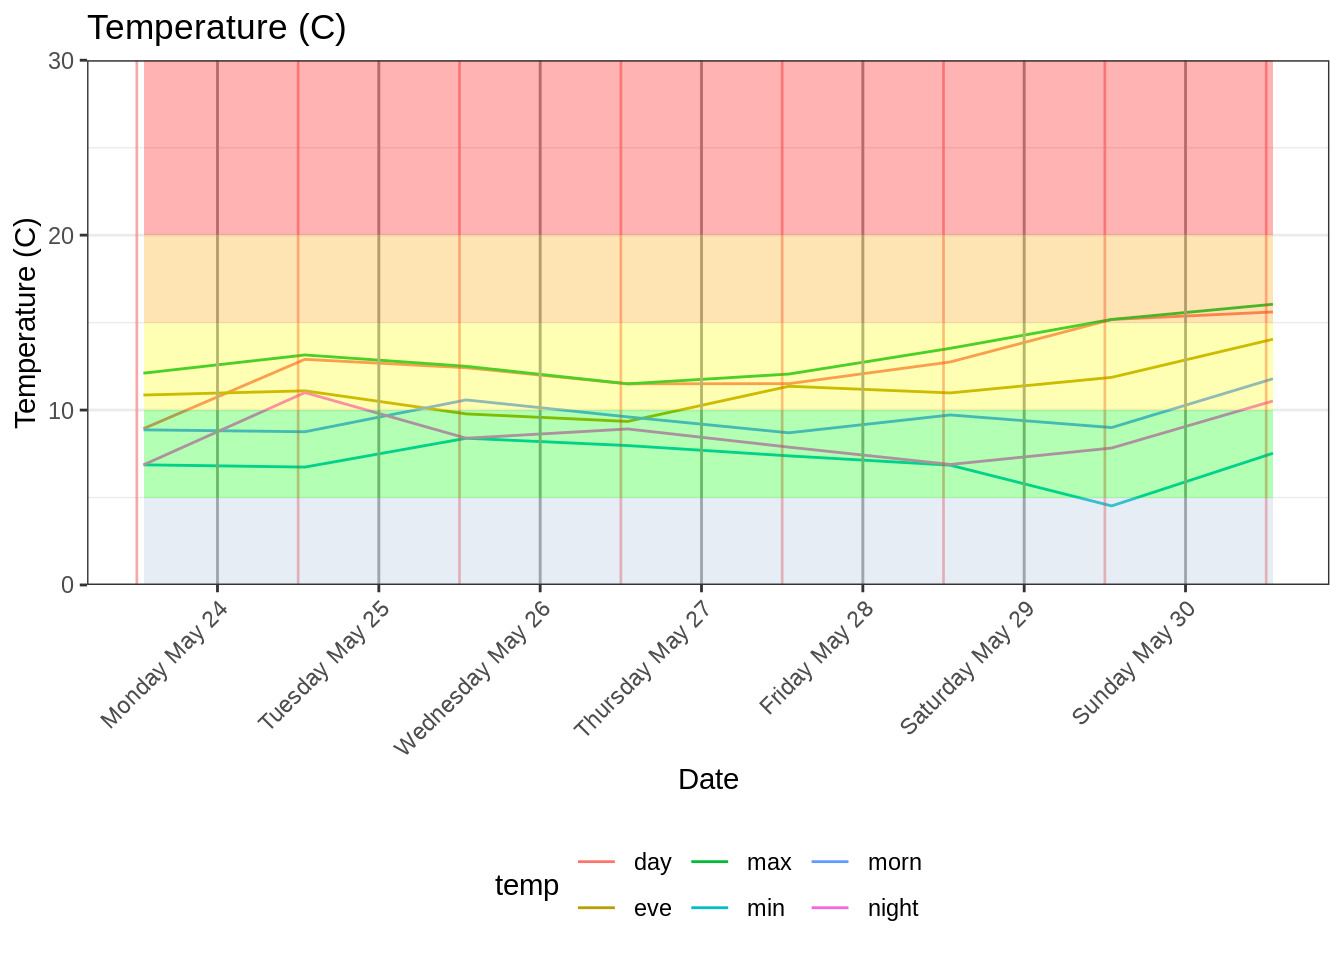 Temperature (C)
Temperature (C)
30
20
10
0
Monday May 24
Tuesday May 25
Wednesday May 26
Thursday May 27
Friday May 28
Saturday May 29
Sunday May 30
Date
temp
day
max
morn
eve
min
night